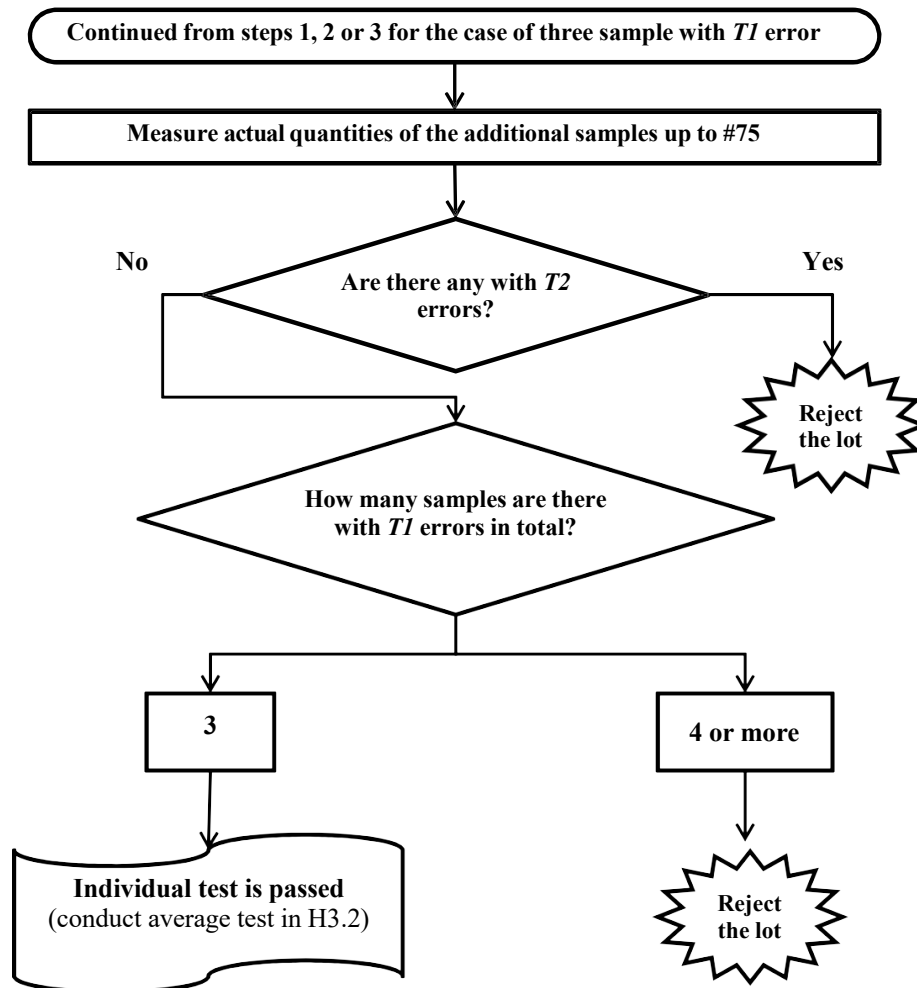 Continued from steps 1, 2 or 3 for the case of three sample with T1 error
Measure actual quantities of the additional samples up to #75
No
Yes
Are there any with T2
errors?
Reject
the lot
How many samples are there
with T1 errors in total?
3
4 or more
Individual test is passed
(conduct average test in H3.2)
Reject
the lot